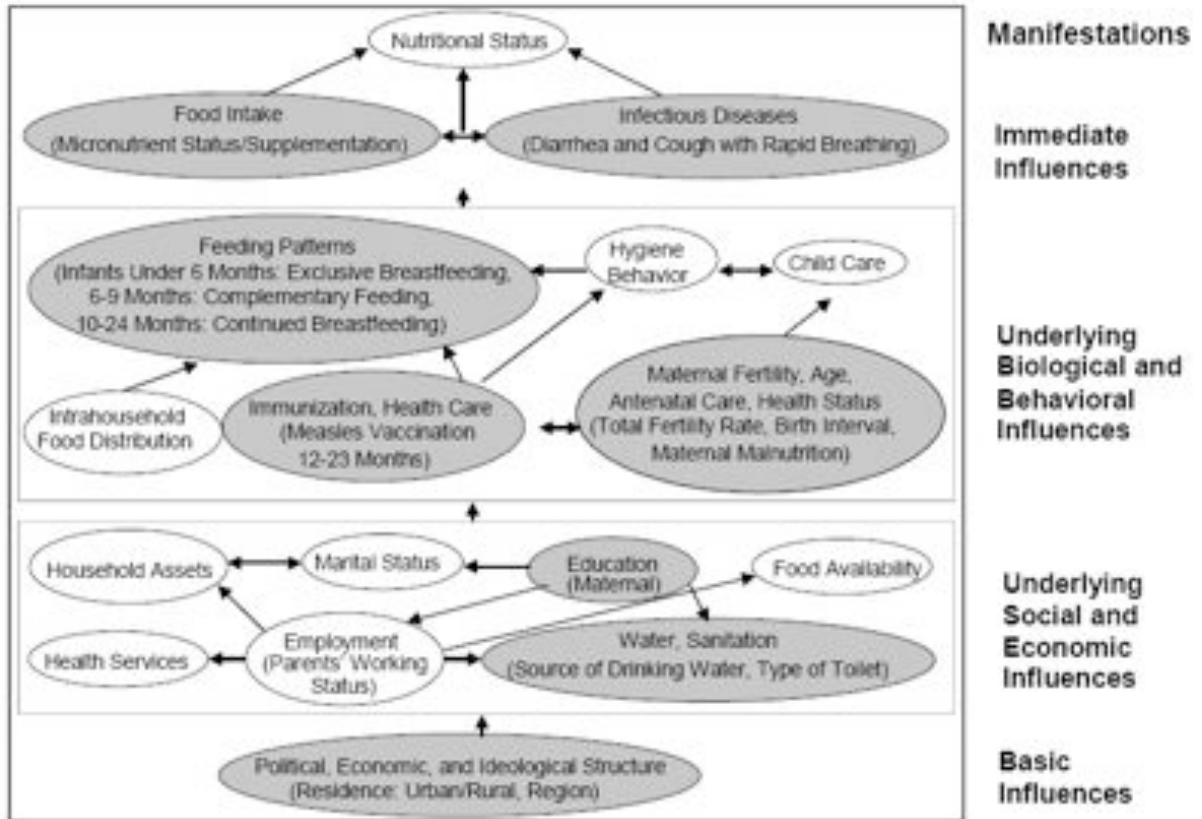 Nutritional Status
Manifestations
Food Intake
(Micronutrient Status/Supplementation)
Infectious Diseases
(Diarrhea and Cough with Rapid Breathing)
Immediate
Influences
Feeding Patterns
(Infants Under 6 Months: Exclusive Breastfeeding,
6-9 Months: Complementary Feeding,
10-24 Months: Continued Breastfeeding)
Hygiene
Behavior
Child Care
Intrahousehold
Food Distribution
Immunization, Health Care
(Measles Vaccination
12-23 Months)
Maternal Fertility, Age,
Antenatal Care, Health Status
(Total Fertility Rate, Birth Interval,
Maternal Malnutrition)
Underlying
Biological and
Behavioral
Influences
Household Assets
Marital Status
Education
(Maternal)
Food Availability
Health Services
Employment
(Parents' Working
Status)
Water, Sanitation
(Source of Drinking Water, Type of Toilet)
Underlying
Social and
Economic
Influences
Political, Economic, and Ideological Structure
(Residence: Urban/Rural, Region)
Basic
Influences